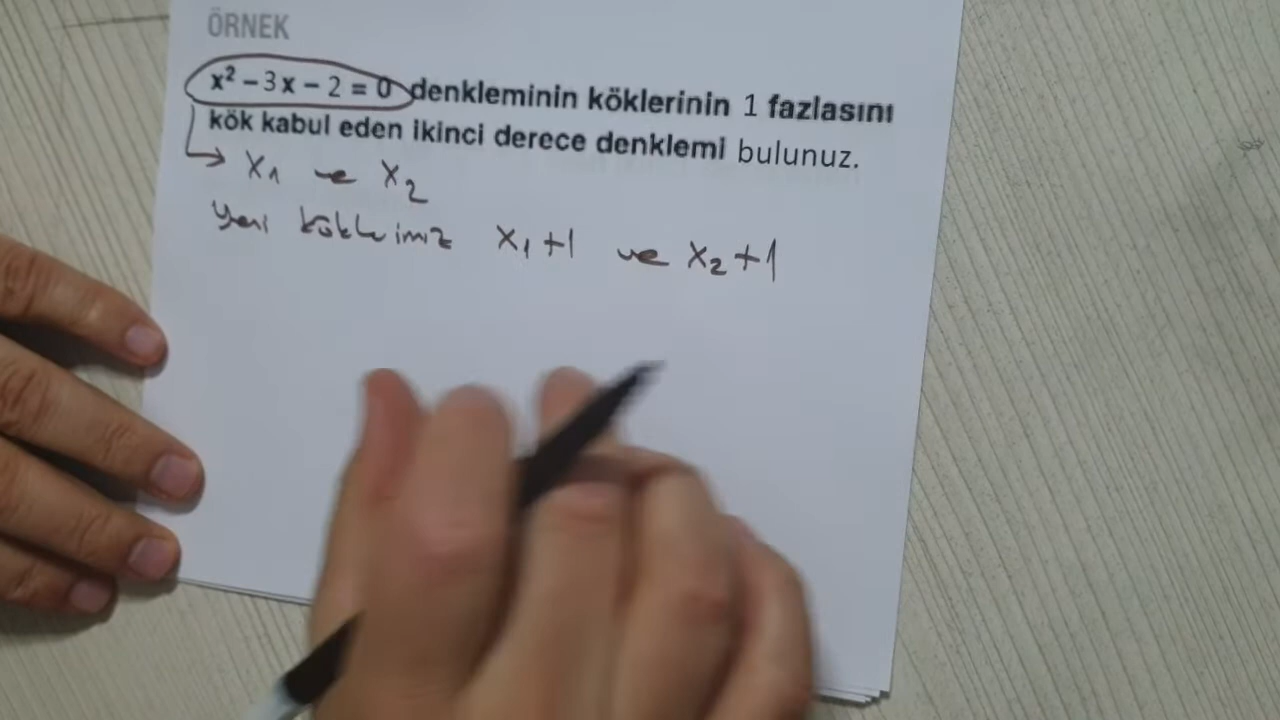 ÖRNEK
x² – 3x – 2 = 0 denkleminin köklerinin 1 fazlasını
kök kabul eden ikinci derece denklemi bulunuz.
x₁ ve x₂
yeni köklerimiz x₁+1 ve x₂+1